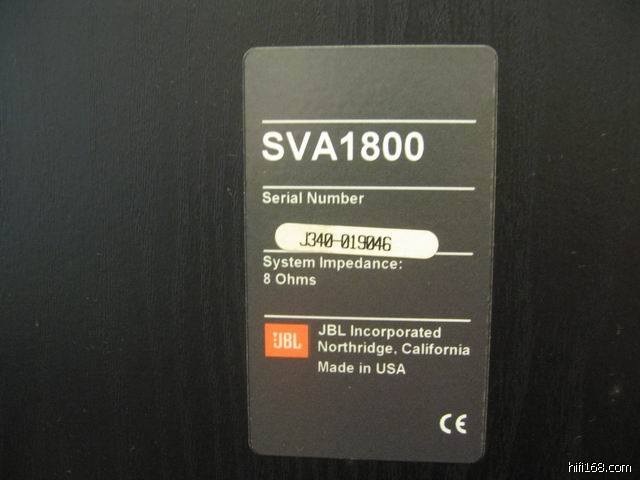 SVA1800
Serial Number
J340-019046
System Impedance:
8 Ohms
JBL
JBL Incorporated
Northridge, California
Made in USA
CE
hifi168.com